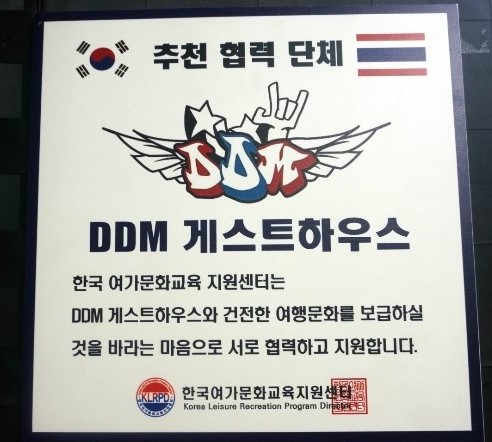 추천 협력 단체
DDM
DDM 게스트하우스
한국 여가문화교육 지원센터는
DDM 게스트하우스와 건전한 여행문화를 보급하실
것을 바라는 마음으로 서로 협력하고 지원합니다.
KLRPD
한국여가문화교육지원센터
Korea Leisure Recreation Program Director